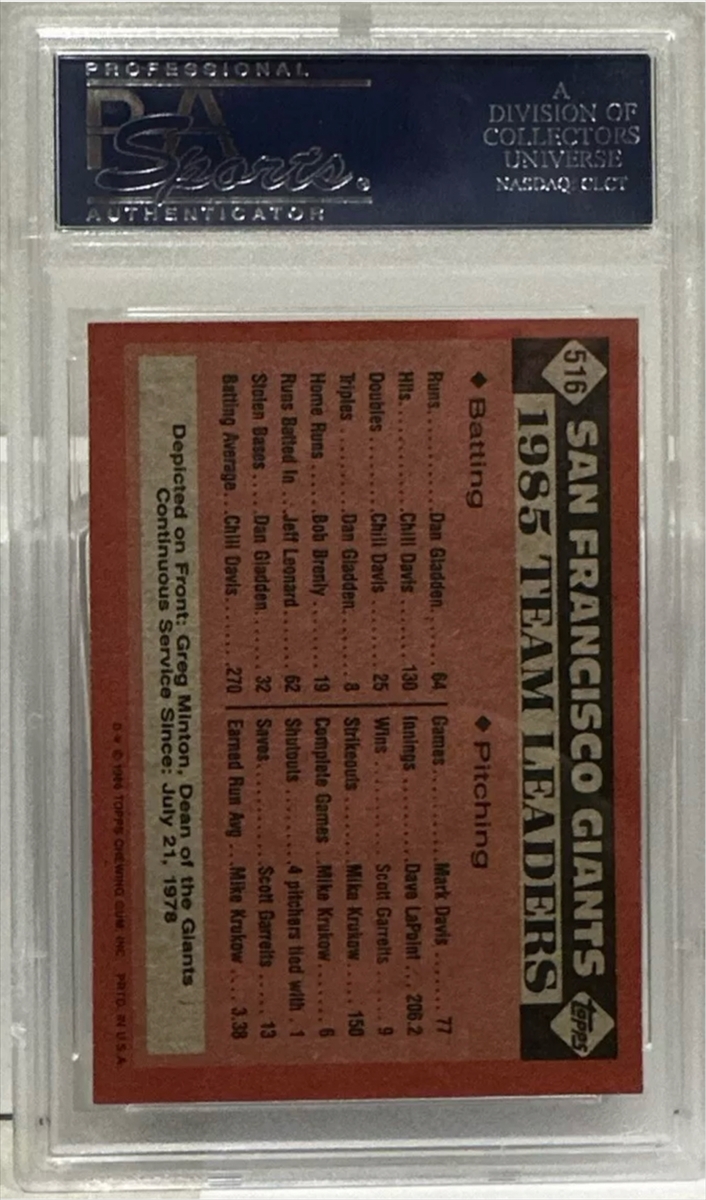 PROFESSIONAL
PSA
Sports®
AUTHENTICATOR
A
DIVISION OF
COLLECTORS
UNIVERSE
NASDAQ: CLCT
516
SAN FRANCISCO GIANTS
topps
1985 TEAM LEADERS
♦ Batting
Runs.........Dan Gladden......64
Hits..........Chili Davis......130
Doubles.......Chili Davis.......25
Triples.........Dan Gladden......8
Home Runs.....Bob Brenly.......19
Runs Batted In...Jeff Leonard......62
Stolen Bases....Dan Gladden.....32
Batting Average...Chili Davis.......270
♦ Pitching
Games..........Mark Davis.......77
Innings.........Dave LaPoint...206.2
Wins..........Scott Garrelts......9
Strikeouts.......Mike Krukow.....150
Complete Games..Mike Krukow......6
Shutouts.........4 pitchers tied with.1
Saves...........Scott Garrelts.....13
Earned Run Avg...Mike Krukow....3.38
Depicted on Front: Greg Minton, Dean of the Giants
Continuous Service Since: July 21, 1978
D* © 1986 TOPPS CHEWING GUM, INC. PRTD. IN U.S.A.